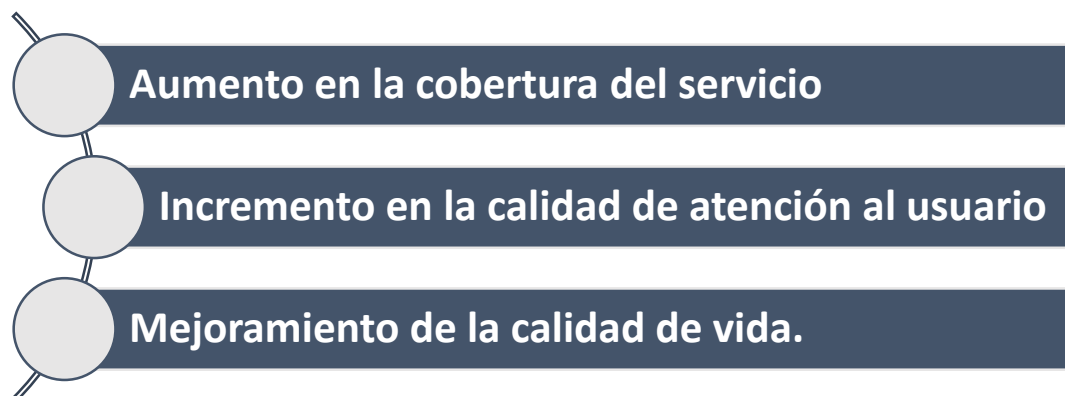 Aumento en la cobertura del servicio
Incremento en la calidad de atención al usuario
Mejoramiento de la calidad de vida.